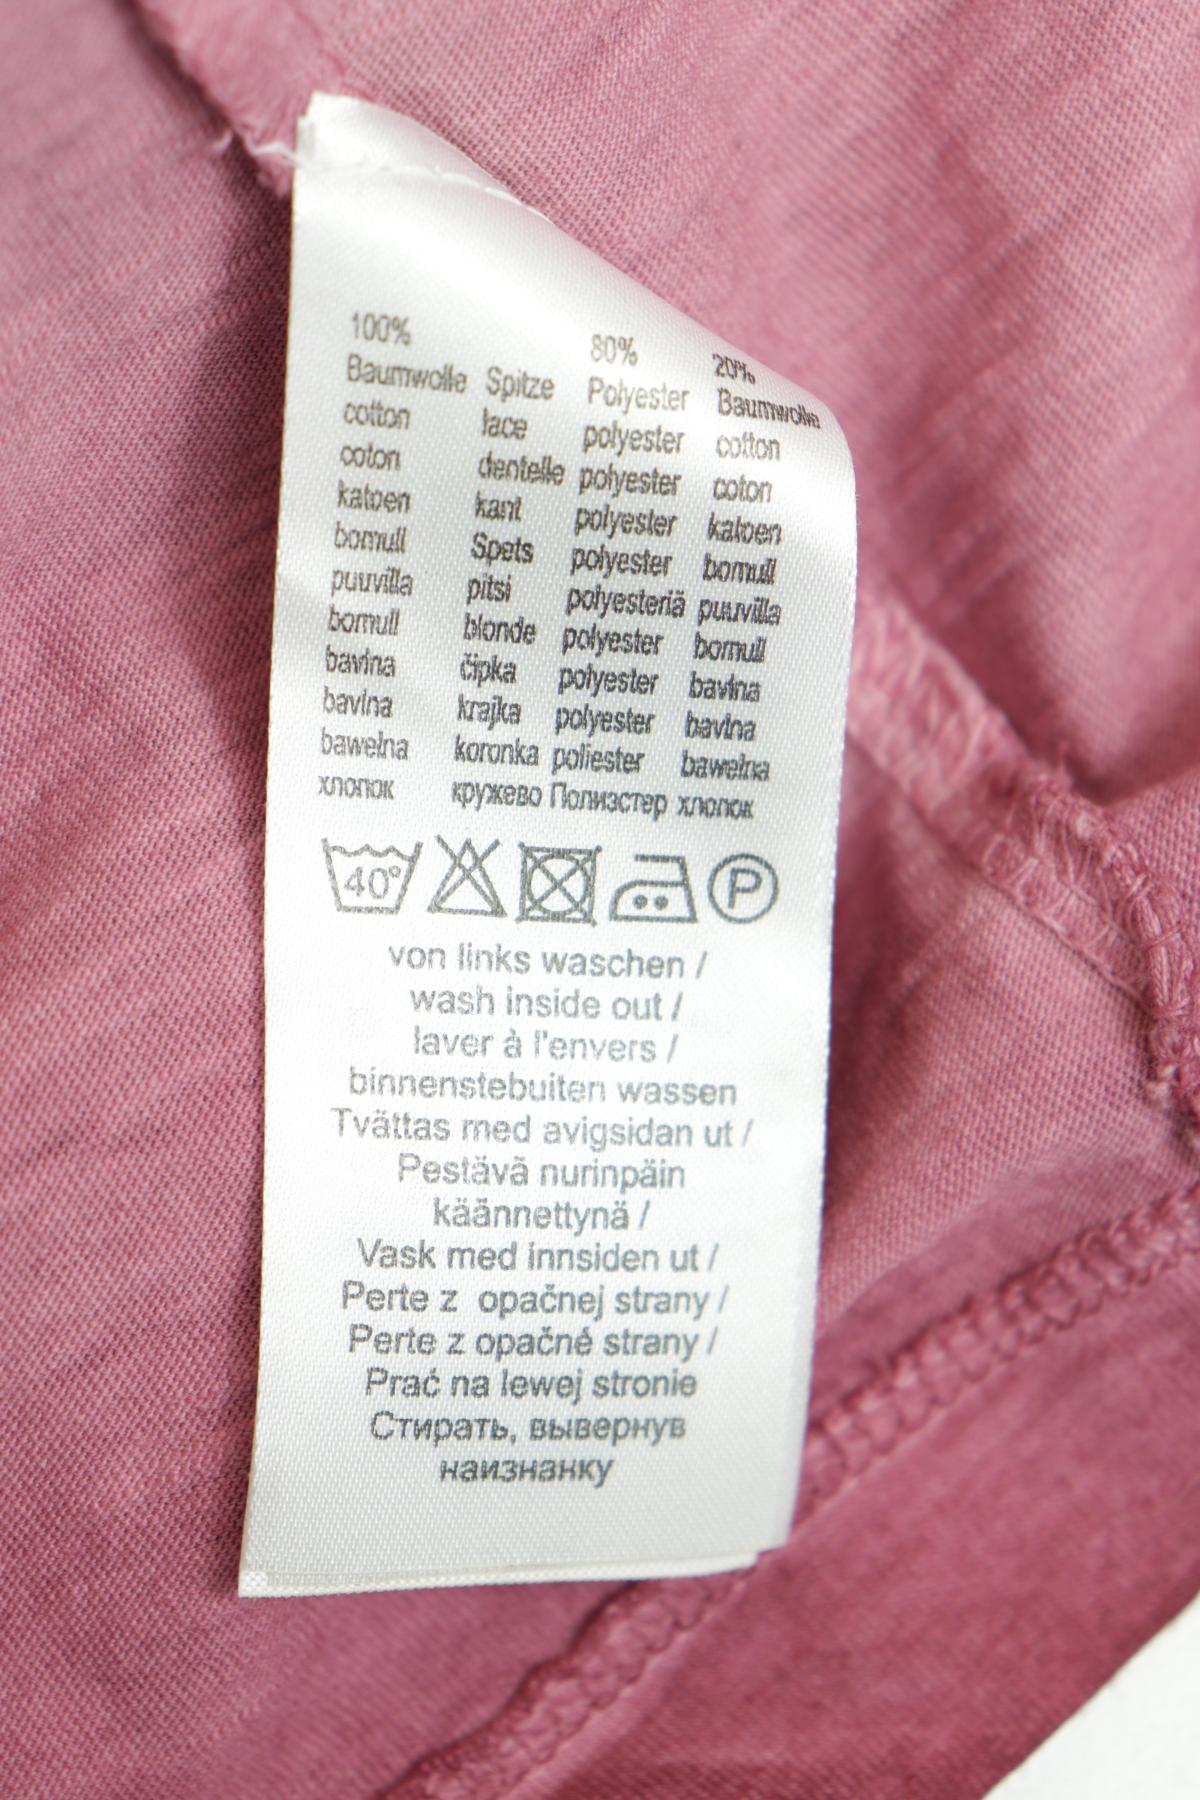 100% 80% 20%
Baumwolle Spitze Polyester Baumwolle
cotton lace polyester cotton
coton dentelle polyester coton
katoen kant polyester katoen
bomull Spets polyester bomull
puuvilla pitsi polyesteriä puuvilla
bomull blonde polyester bomull
bavlna čipka polyester bavlna
bavlna krajka polyester bavlna
bawełna koronka poliester bawełna
хлопок кружево Полиэстер хлопок
40° P
von links waschen /
wash inside out /
laver à l'envers /
binnenstebuiten wassen
Tvättas med avigsidan ut /
Pestävä nurinpäin
käännettynä /
Vask med innsiden ut /
Perte z opačnej strany /
Perte z opačné strany /
Prać na lewej stronie
Стирать, вывернув
наизнанку